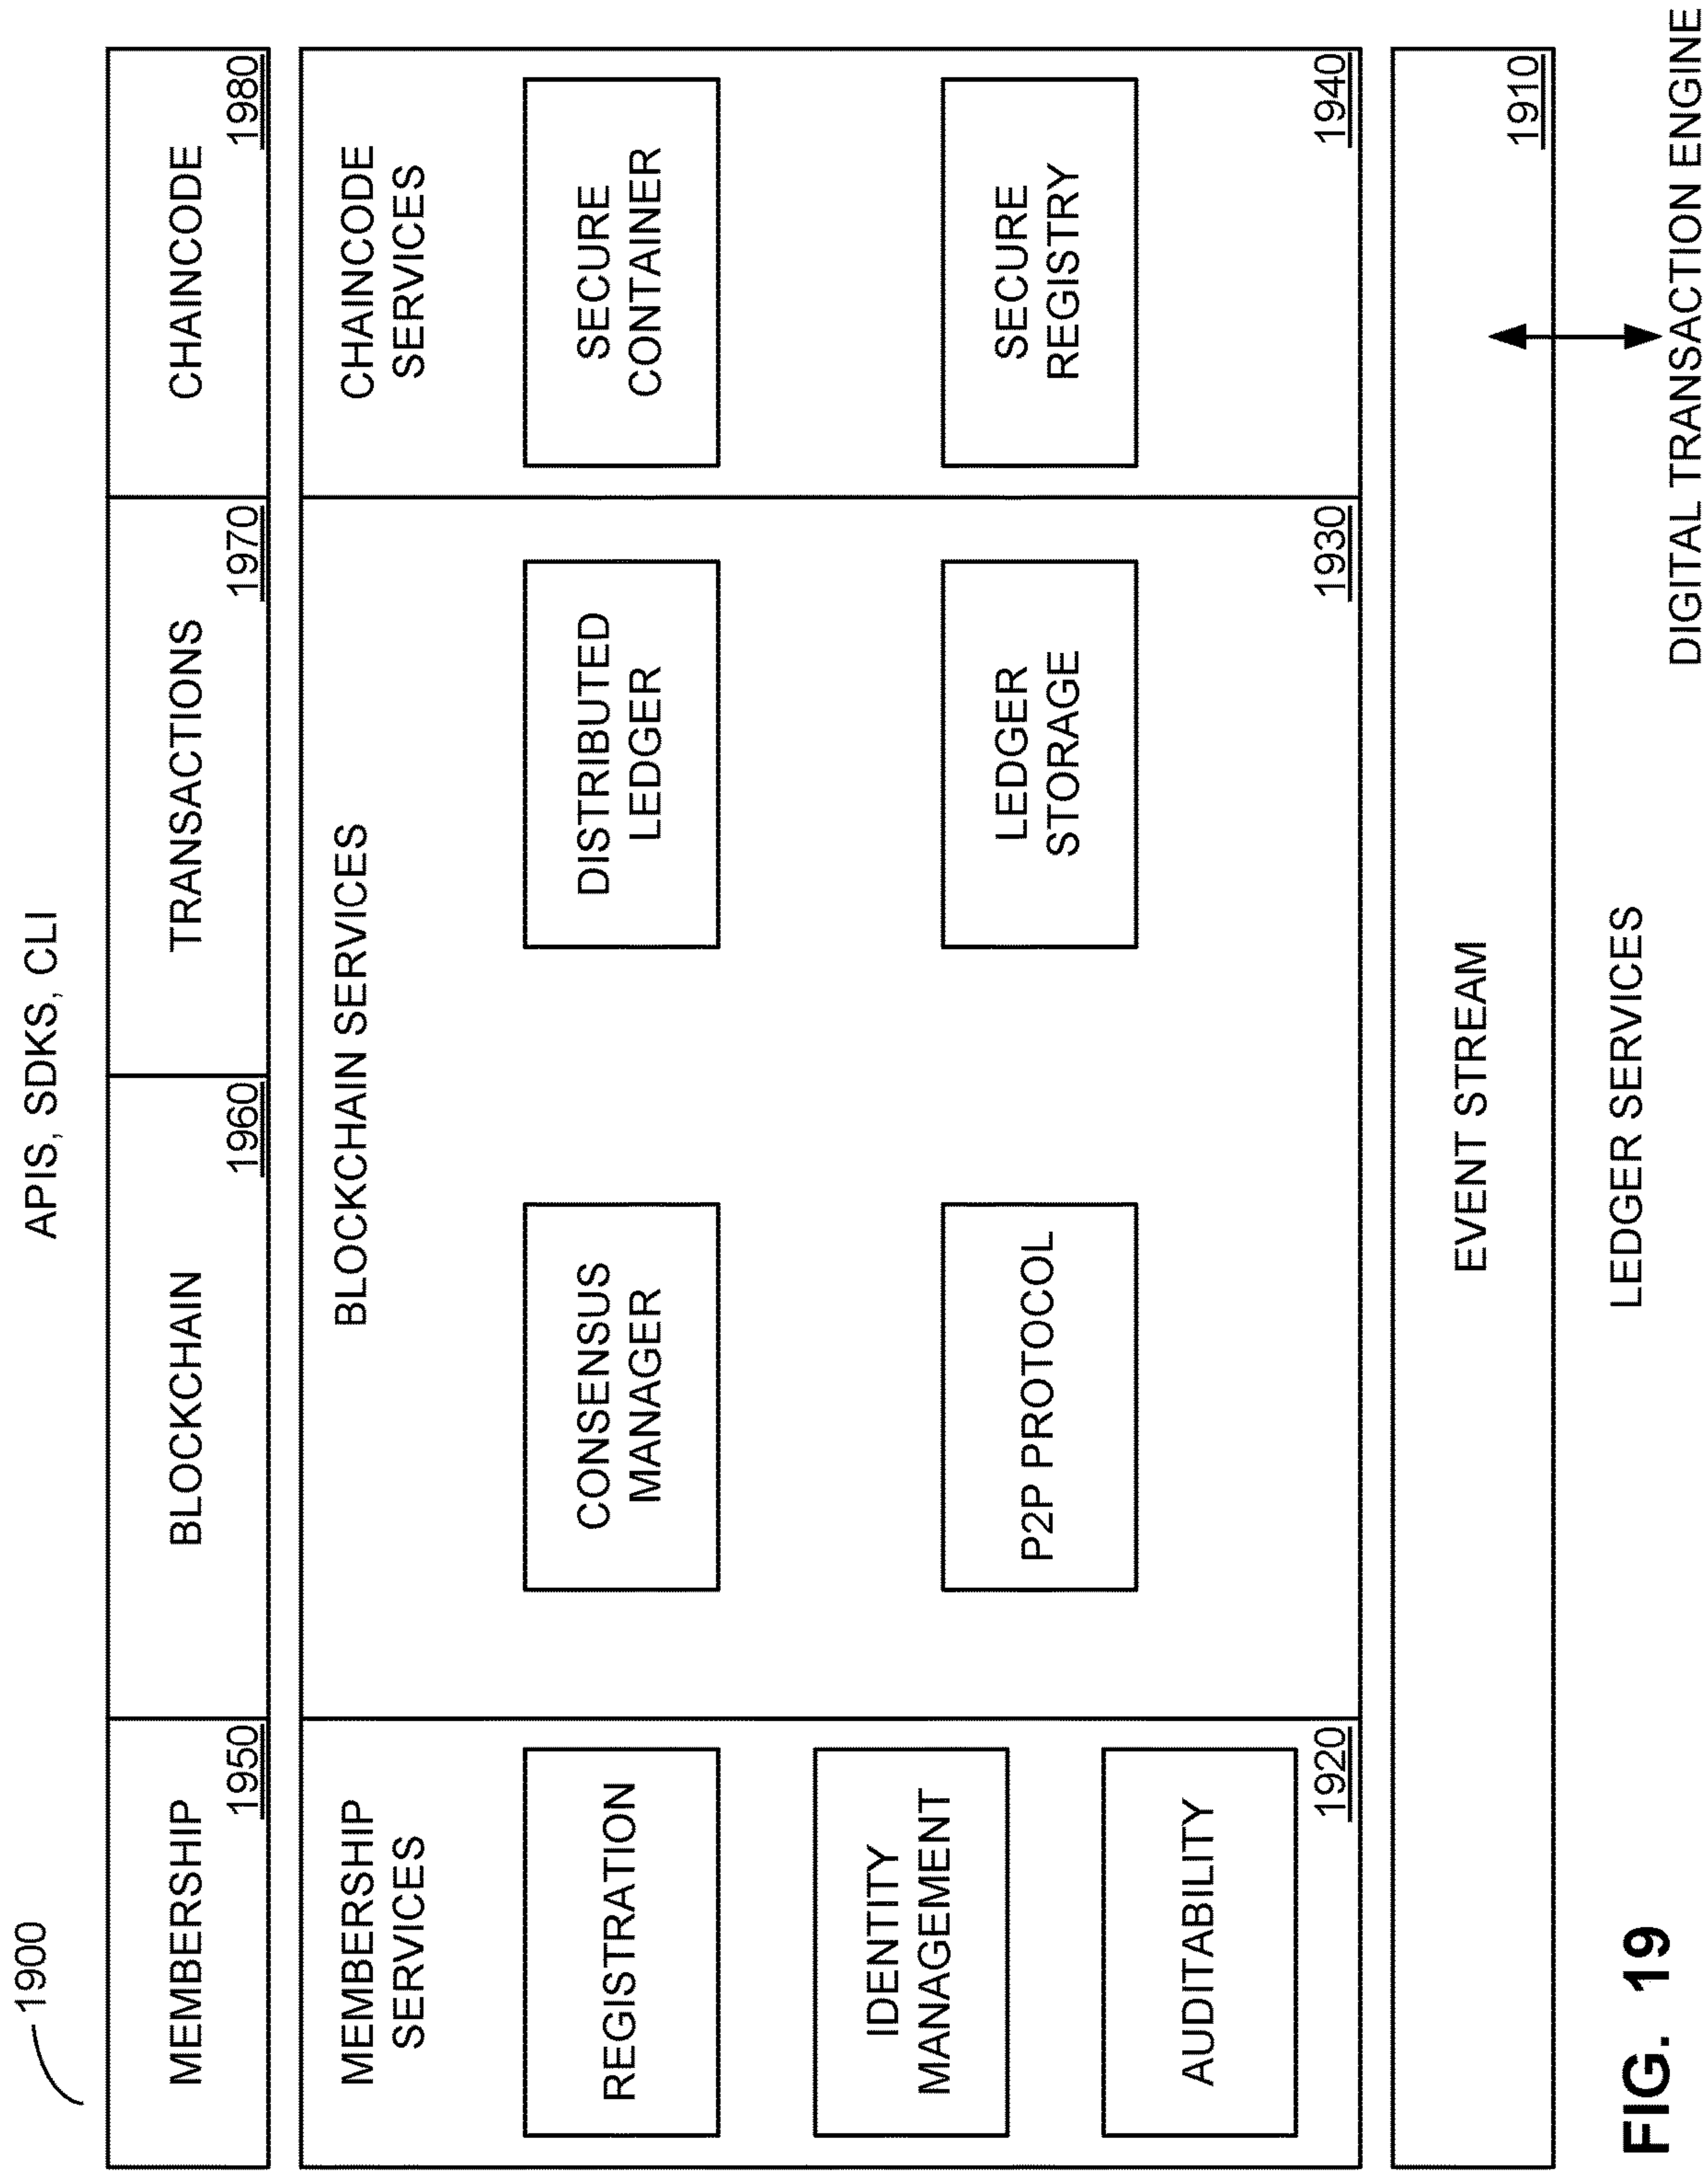 1900
APIS, SDKS, CLI
MEMBERSHIP
1950
BLOCKCHAIN
1960
TRANSACTIONS
1970
CHAINCODE
1980
MEMBERSHIP
SERVICES
REGISTRATION
IDENTITY
MANAGEMENT
AUDITABILITY
1920
BLOCKCHAIN SERVICES
CONSENSUS
MANAGER
DISTRIBUTED
LEDGER
P2P PROTOCOL
LEDGER
STORAGE
1930
CHAINCODE
SERVICES
SECURE
CONTAINER
SECURE
REGISTRY
1940
EVENT STREAM
1910
LEDGER SERVICES
DIGITAL TRANSACTION ENGINE
FIG. 19